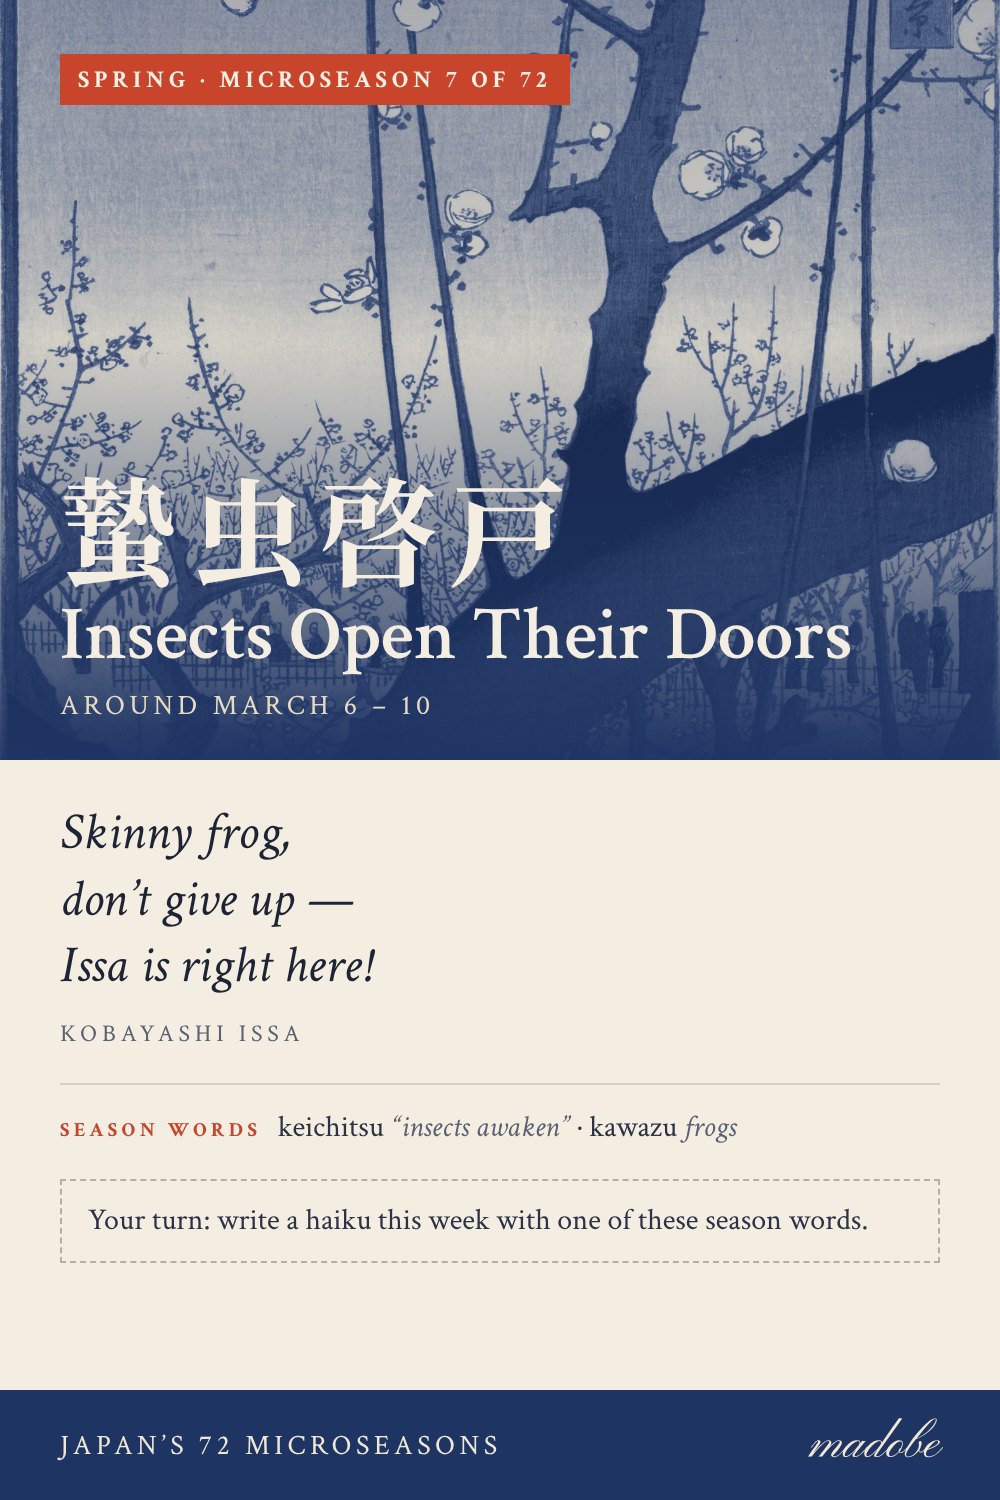 SPRING · MICROSEASON 7 OF 72
蟄虫啓戸
Insects Open Their Doors
AROUND MARCH 6 – 10
Skinny frog,
don’t give up —
Issa is right here!
KOBAYASHI ISSA
SEASON WORDS keichitsu “insects awaken” · kawazu frogs
Your turn: write a haiku this week with one of these season words.
JAPAN’S 72 MICROSEASONS
madobe